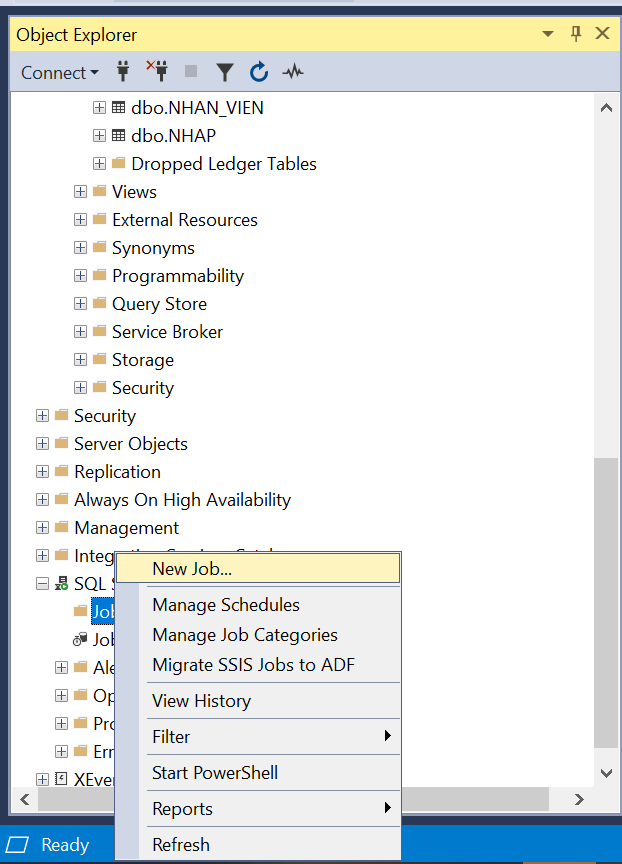 Object Explorer
Connect
dbo.NHAN_VIEN
dbo.NHAP
Dropped Ledger Tables
Views
External Resources
Synonyms
Programmability
Query Store
Service Broker
Storage
Security
Security
Server Objects
Replication
Always On High Availability
Management
New Job...
SQL
Manage Schedules
Manage Job Categories
Migrate SSIS Jobs to ADF
View History
Filter
Start PowerShell
Reports
Ready
Refresh